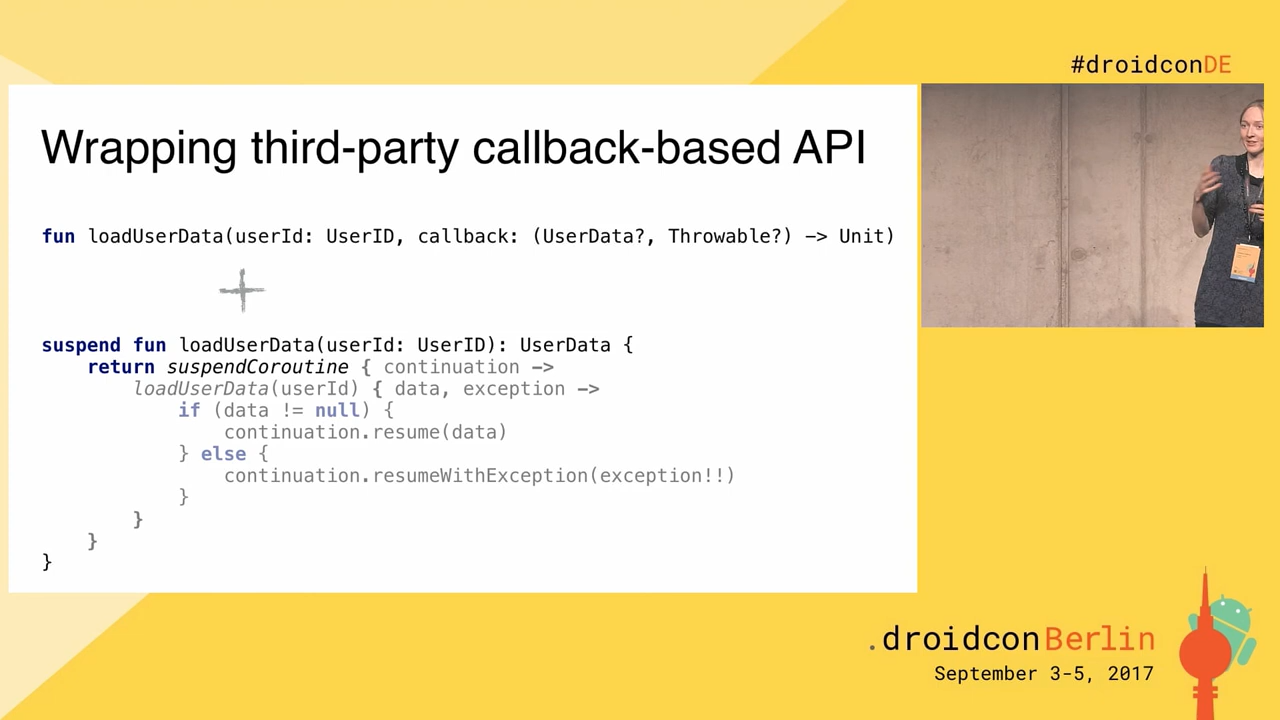 #droidconDE
Wrapping third-party callback-based API
fun loadUserData(userId: UserID, callback: (UserData?, Throwable?) -> Unit)
+
suspend fun loadUserData(userId: UserID): UserData {
    return suspendCoroutine { continuation ->
        loadUserData(userId) { data, exception ->
            if (data != null) {
                continuation.resume(data)
            } else {
                continuation.resumeWithException(exception!!)
            }
        }
    }
}
.droidconBerlin
September 3-5, 2017